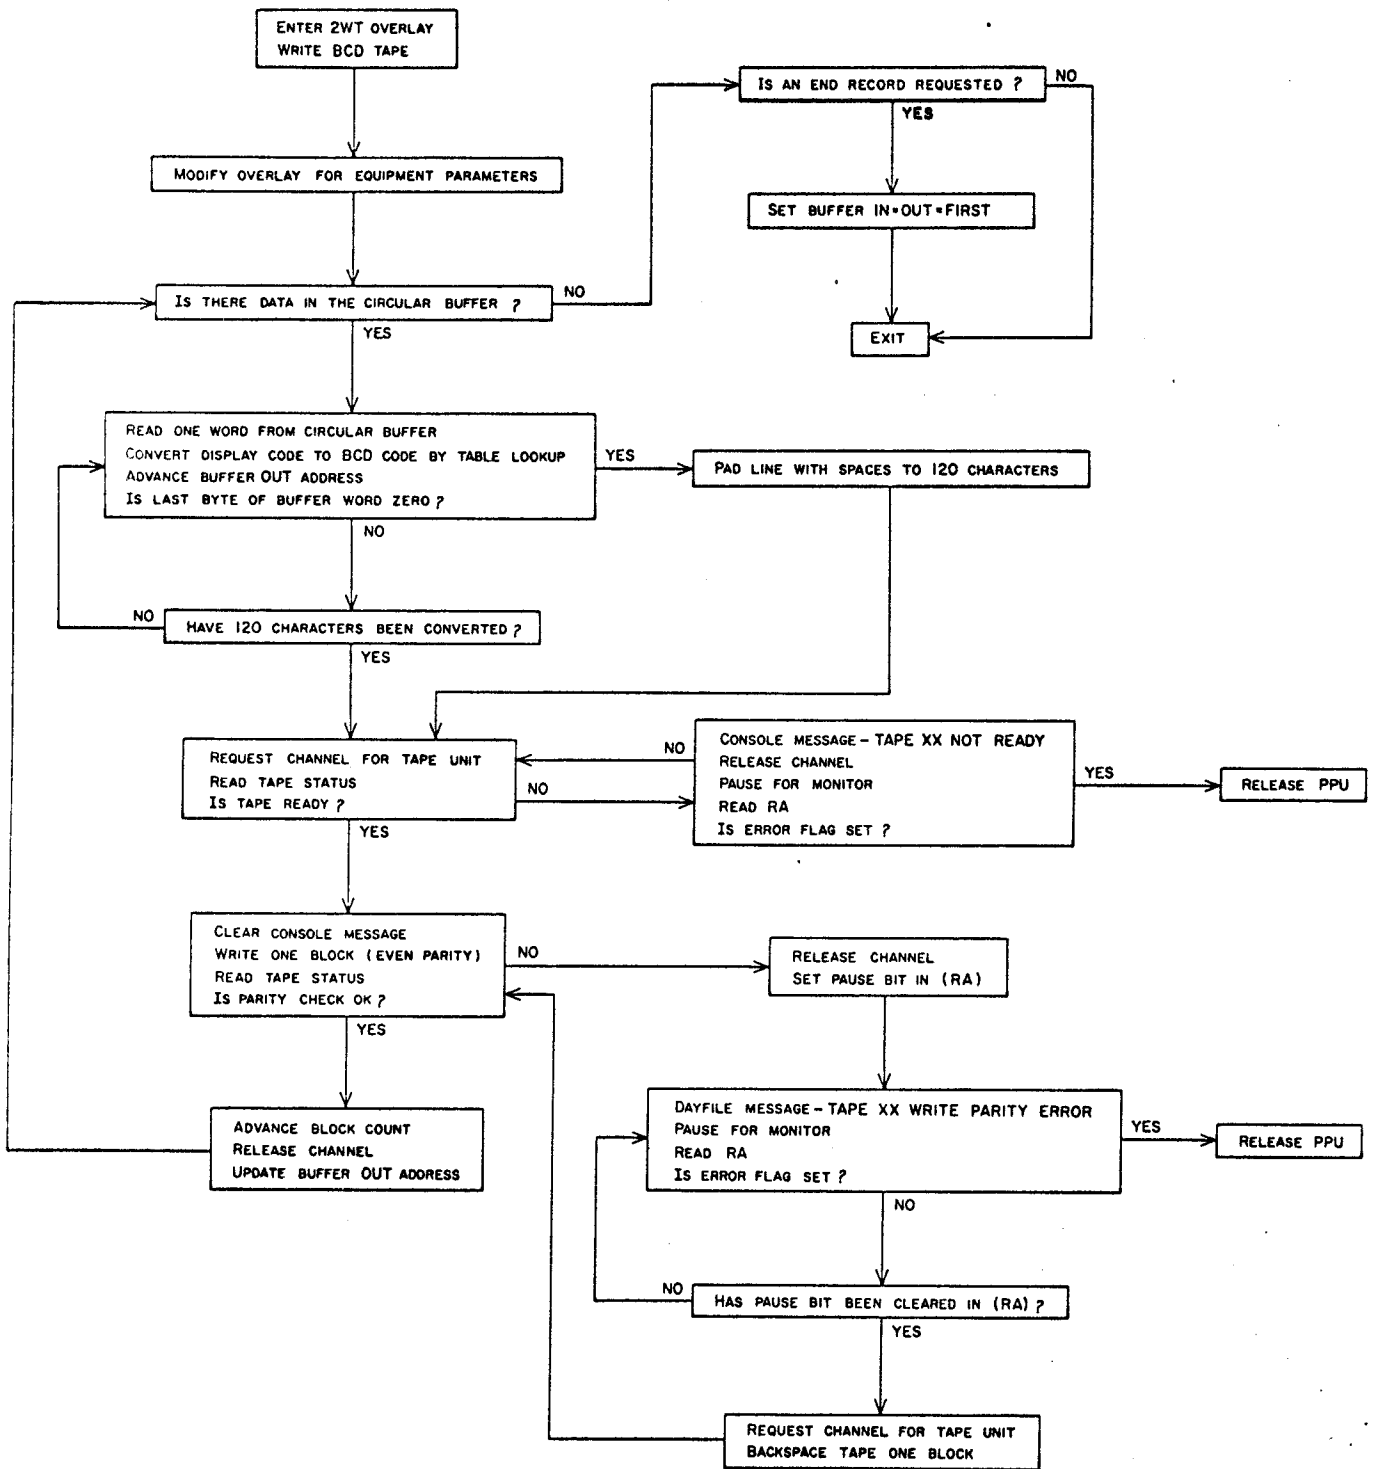 ENTER 2WT OVERLAY
WRITE BCD TAPE
IS AN END RECORD REQUESTED ?
NO
YES
MODIFY OVERLAY FOR EQUIPMENT PARAMETERS
SET BUFFER IN=OUT=FIRST
IS THERE DATA IN THE CIRCULAR BUFFER ?
NO
YES
EXIT
READ ONE WORD FROM CIRCULAR BUFFER
CONVERT DISPLAY CODE TO BCD CODE BY TABLE LOOKUP
ADVANCE BUFFER OUT ADDRESS
IS LAST BYTE OF BUFFER WORD ZERO ?
YES
PAD LINE WITH SPACES TO 120 CHARACTERS
NO
NO
HAVE 120 CHARACTERS BEEN CONVERTED ?
YES
REQUEST CHANNEL FOR TAPE UNIT
READ TAPE STATUS
IS TAPE READY ?
NO
NO
CONSOLE MESSAGE - TAPE XX NOT READY
RELEASE CHANNEL
PAUSE FOR MONITOR
READ RA
IS ERROR FLAG SET ?
YES
RELEASE PPU
YES
CLEAR CONSOLE MESSAGE
WRITE ONE BLOCK (EVEN PARITY)
READ TAPE STATUS
IS PARITY CHECK OK ?
NO
RELEASE CHANNEL
SET PAUSE BIT IN (RA)
YES
ADVANCE BLOCK COUNT
RELEASE CHANNEL
UPDATE BUFFER OUT ADDRESS
DAYFILE MESSAGE - TAPE XX WRITE PARITY ERROR
PAUSE FOR MONITOR
READ RA
IS ERROR FLAG SET ?
YES
RELEASE PPU
NO
NO
HAS PAUSE BIT BEEN CLEARED IN (RA) ?
YES
REQUEST CHANNEL FOR TAPE UNIT
BACKSPACE TAPE ONE BLOCK